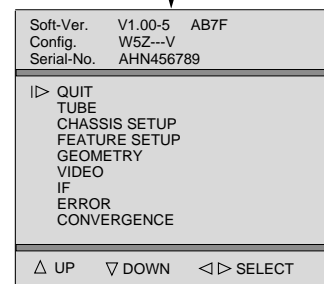 Soft-Ver. V1.00-5 AB7F
Config. W5Z---V
Serial-No. AHN456789
QUIT
TUBE
CHASSIS SETUP
FEATURE SETUP
GEOMETRY
VIDEO
IF
ERROR
CONVERGENCE
△ UP ▽ DOWN ◁ ▷ SELECT